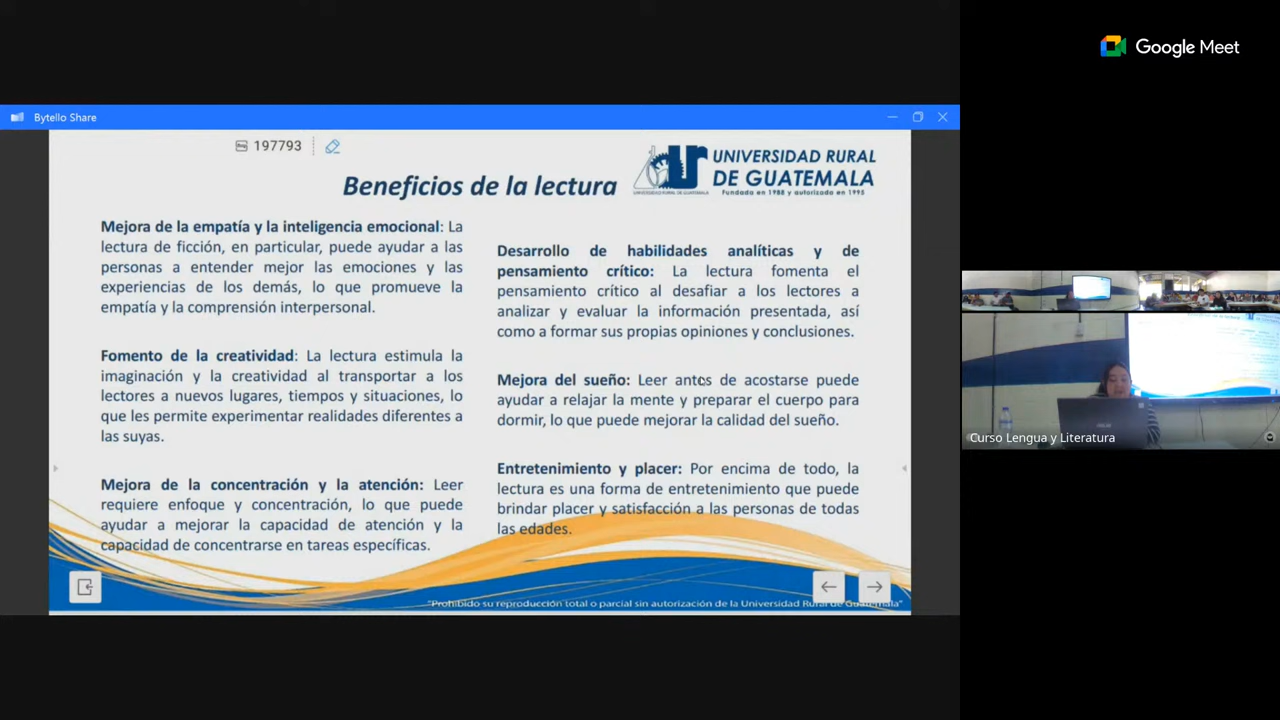 Google Meet
Bytello Share
197793
Beneficios de la lectura
UNIVERSIDAD RURAL
DE GUATEMALA
Fundada en 1988 y autorizada en 1995
Mejora de la empatía y la inteligencia emocional: La
lectura de ficción, en particular, puede ayudar a las
personas a entender mejor las emociones y las
experiencias de los demás, lo que promueve la
empatía y la comprensión interpersonal.
Fomento de la creatividad: La lectura estimula la
imaginación y la creatividad al transportar a los
lectores a nuevos lugares, tiempos y situaciones, lo
que les permite experimentar realidades diferentes a
las suyas.
Mejora de la concentración y la atención: Leer
requiere enfoque y concentración, lo que puede
ayudar a mejorar la capacidad de atención y la
capacidad de concentrarse en tareas específicas.
Desarrollo de habilidades analíticas y de
pensamiento crítico: La lectura fomenta el
pensamiento crítico al desafiar a los lectores a
analizar y evaluar la información presentada, así
como a formar sus propias opiniones y conclusiones.
Mejora del sueño: Leer antes de acostarse puede
ayudar a relajar la mente y preparar el cuerpo para
dormir, lo que puede mejorar la calidad del sueño.
Entretenimiento y placer: Por encima de todo, la
lectura es una forma de entretenimiento que puede
brindar placer y satisfacción a las personas de todas
las edades.
"Prohibido su reproducción total o parcial sin autorización de la Universidad Rural de Guatemala"
Curso Lengua y Literatura